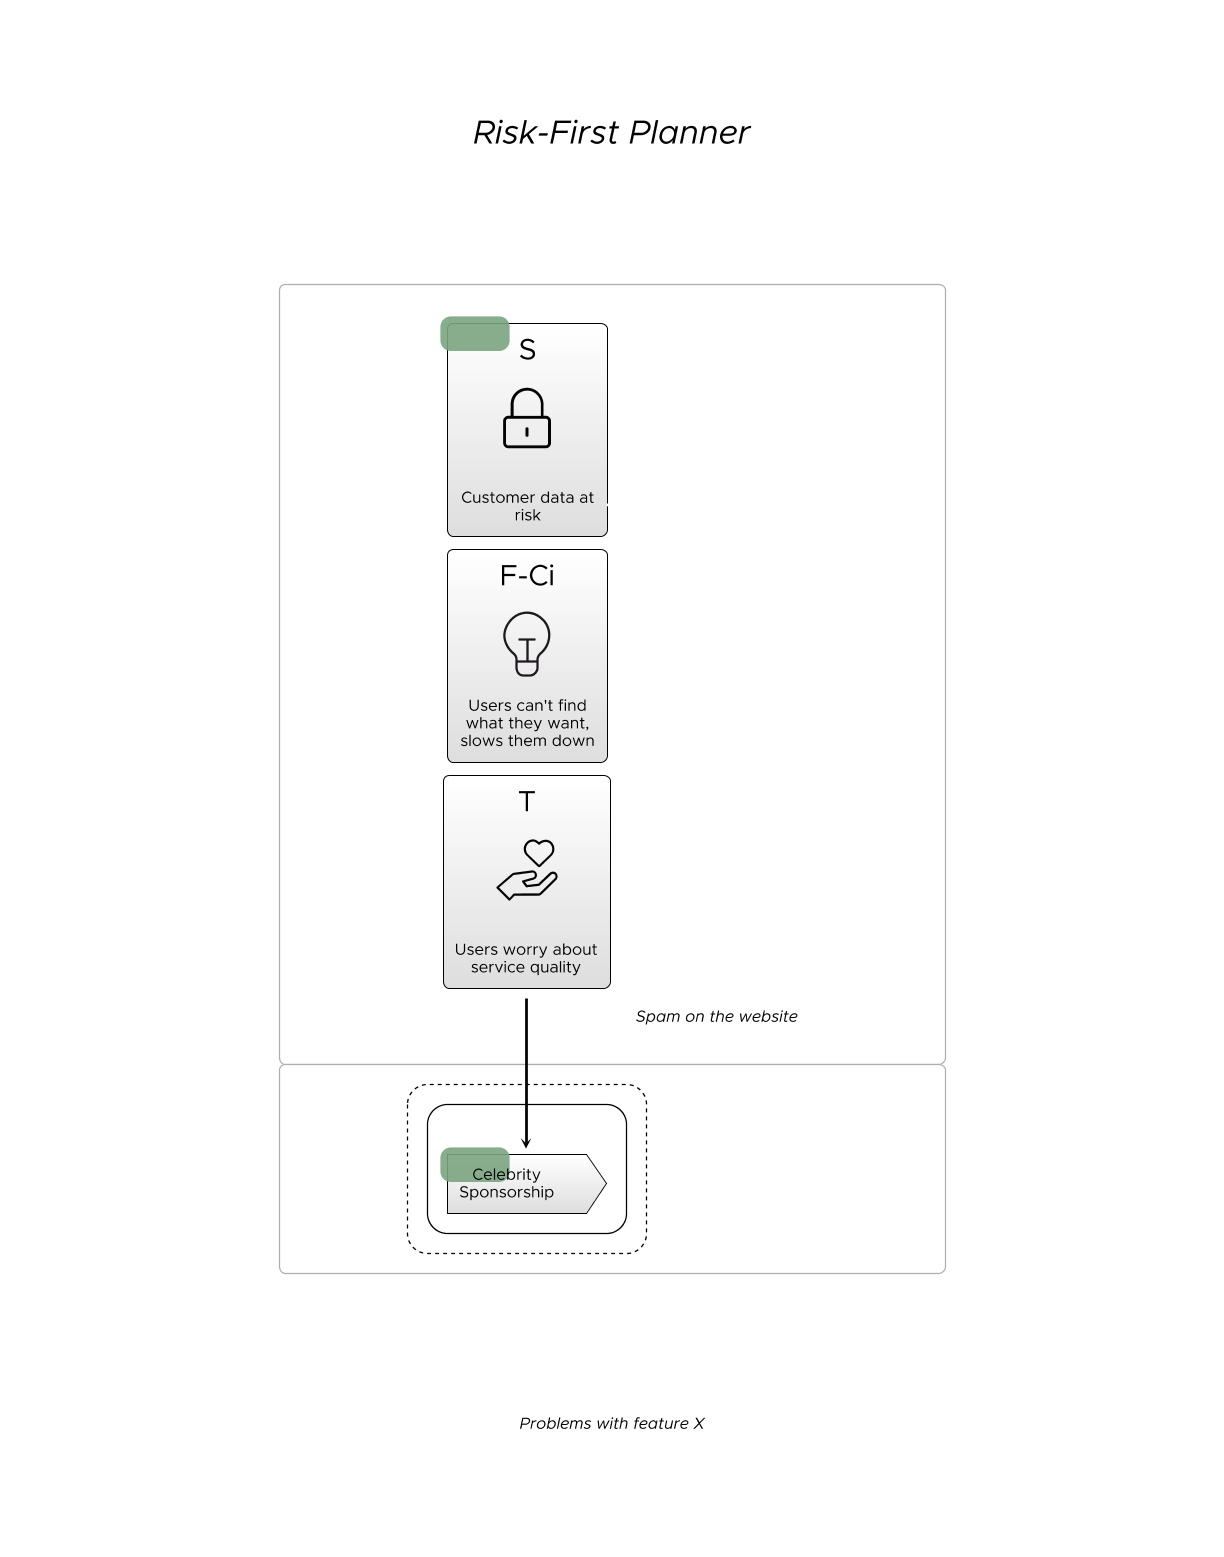 Risk-First Planner
S
Customer data at
risk
F-Ci
Users can't find
what they want,
slows them down
T
Users worry about
service quality
Spam on the website
Celebrity
Sponsorship
Problems with feature X